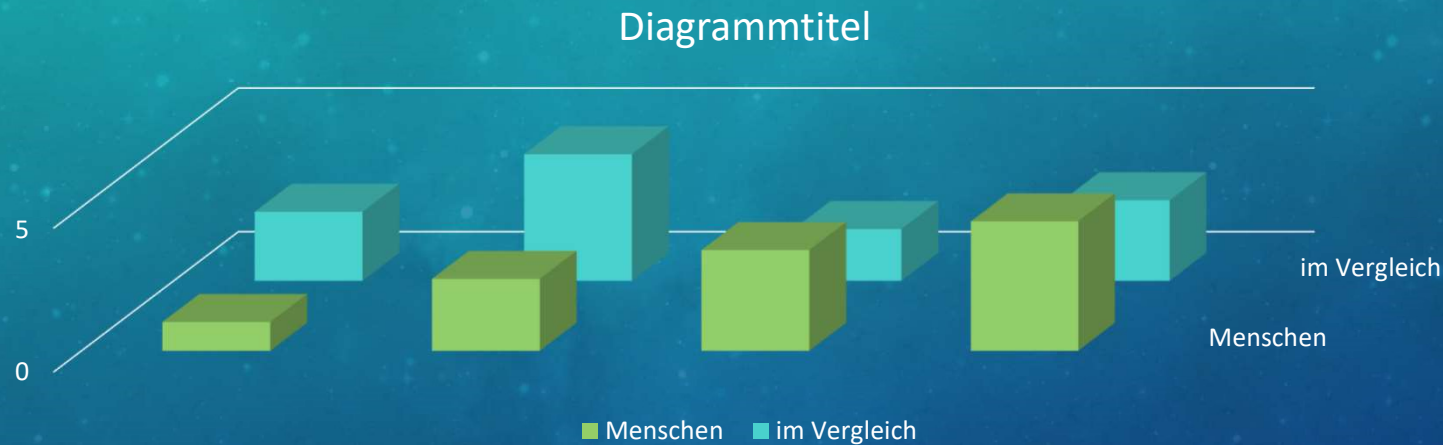 Diagrammtitel
5
0
im Vergleich
Menschen
Menschen im Vergleich